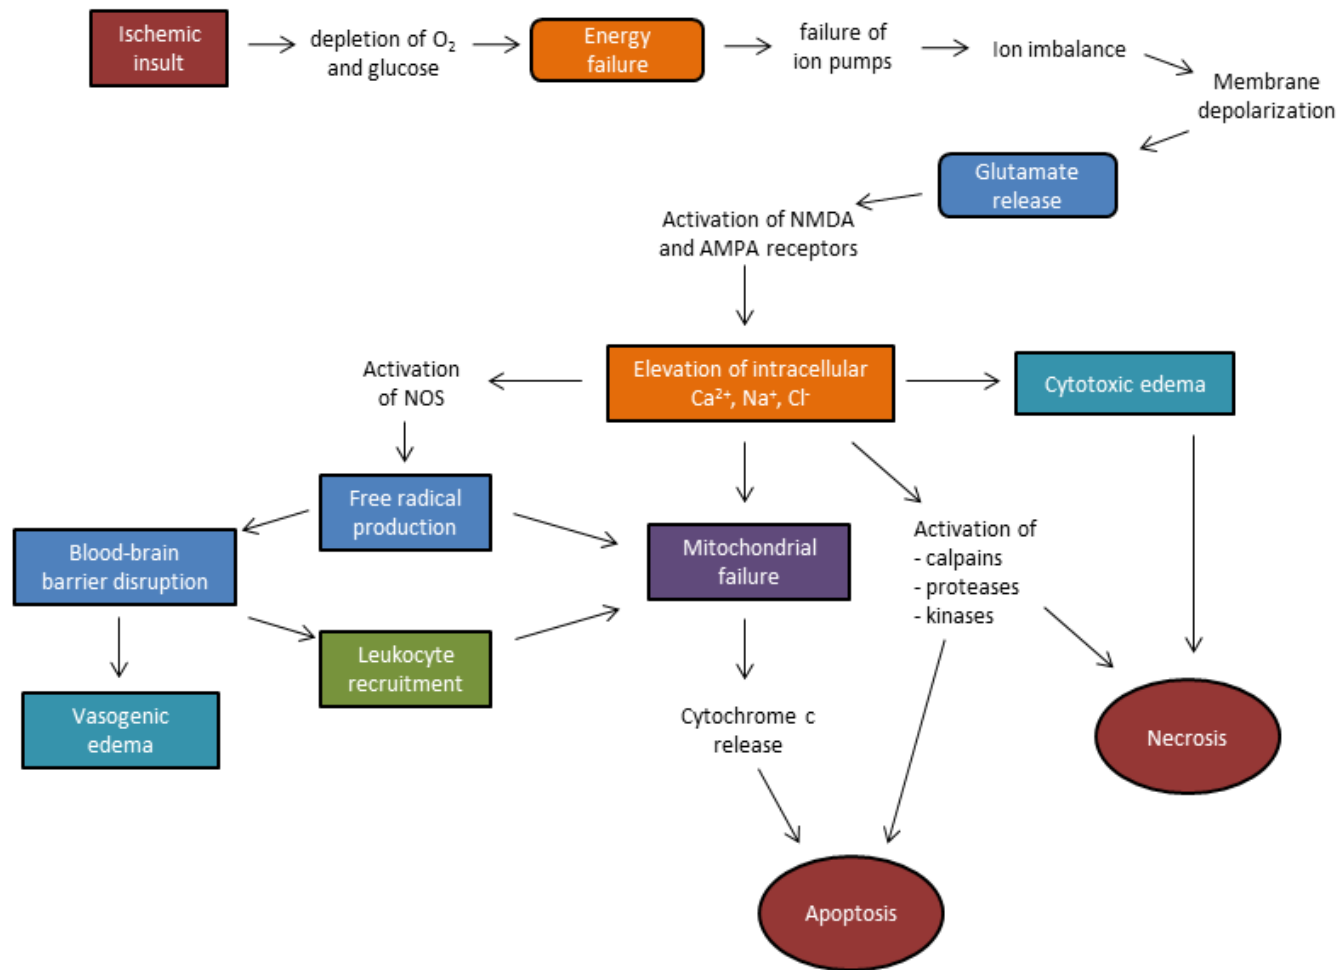 Ischemic
insult
depletion of O₂
and glucose
Energy
failure
failure of
ion pumps
Ion imbalance
Membrane
depolarization
Glutamate
release
Activation of NMDA
and AMPA receptors
Activation
of NOS
Elevation of intracellular
Ca²⁺, Na⁺, Cl⁻
Cytotoxic edema
Free radical
production
Blood-brain
barrier disruption
Mitochondrial
failure
Activation of
- calpains
- proteases
- kinases
Leukocyte
recruitment
Vasogenic
edema
Cytochrome c
release
Necrosis
Apoptosis